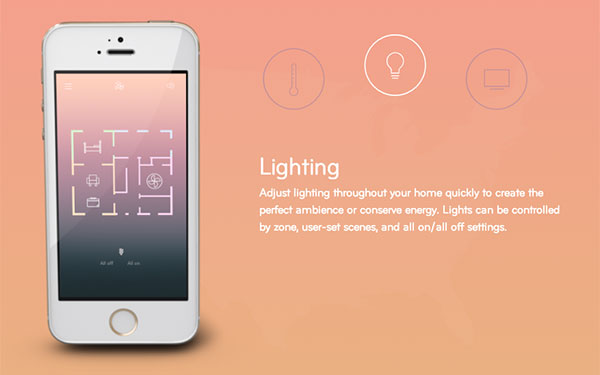 Lighting
Adjust lighting throughout your home quickly to create the
perfect ambience or conserve energy. Lights can be controlled
by zone, user-set scenes, and all on/all off settings.
All off All on